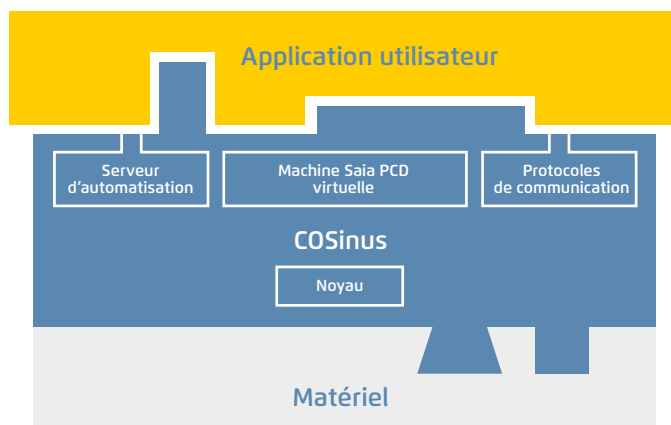 Application utilisateur
Serveur
d'automatisation
Machine Saia PCD
virtuelle
Protocoles
de communication
COSinus
Noyau
Matériel